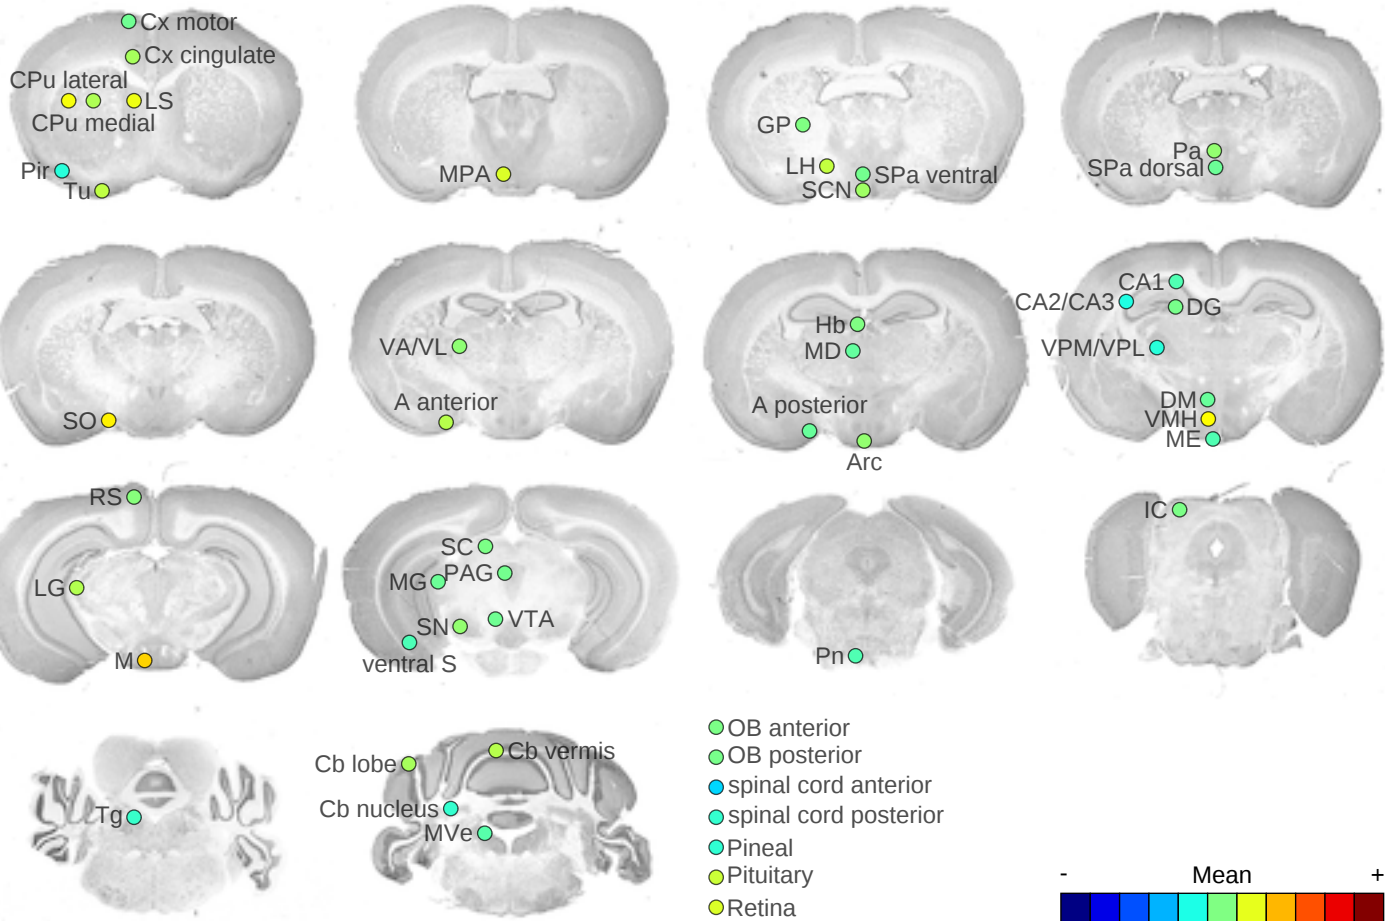 Cx motor
Cx cingulate
CPu lateral
LS
CPu medial
Pir
Tu
MPA
GP
LH
SPa ventral
SCN
Pa
SPa dorsal
SO
VA/VL
A anterior
Hb
MD
A posterior
Arc
CA1
CA2/CA3
DG
VPM/VPL
DM
VMH
ME
RS
LG
M
SC
MG
PAG
SN
VTA
ventral S
Pn
IC
Tg
Cb lobe
Cb vermis
Cb nucleus
MVe
OB anterior
OB posterior
spinal cord anterior
spinal cord posterior
Pineal
Pituitary
Retina
- Mean +